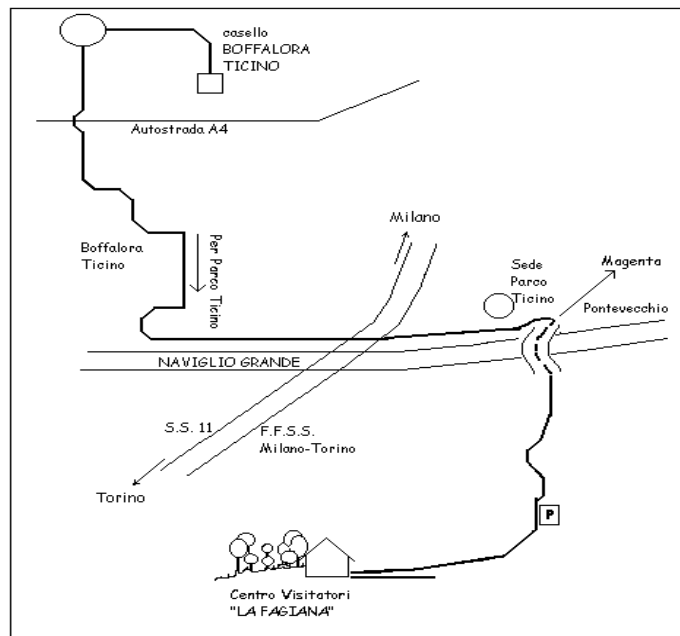 casello
BOFFALORA
TICINO
Autostrada A4
Milano
Boffalora
Ticino
Per Parco Ticino
Sede
Parco
Ticino
Magenta
Pontevecchio
NAVIGLIO GRANDE
S.S. 11
F.F.S.S.
Milano-Torino
Torino
P
Centro Visitatori
"LA FAGIANA"